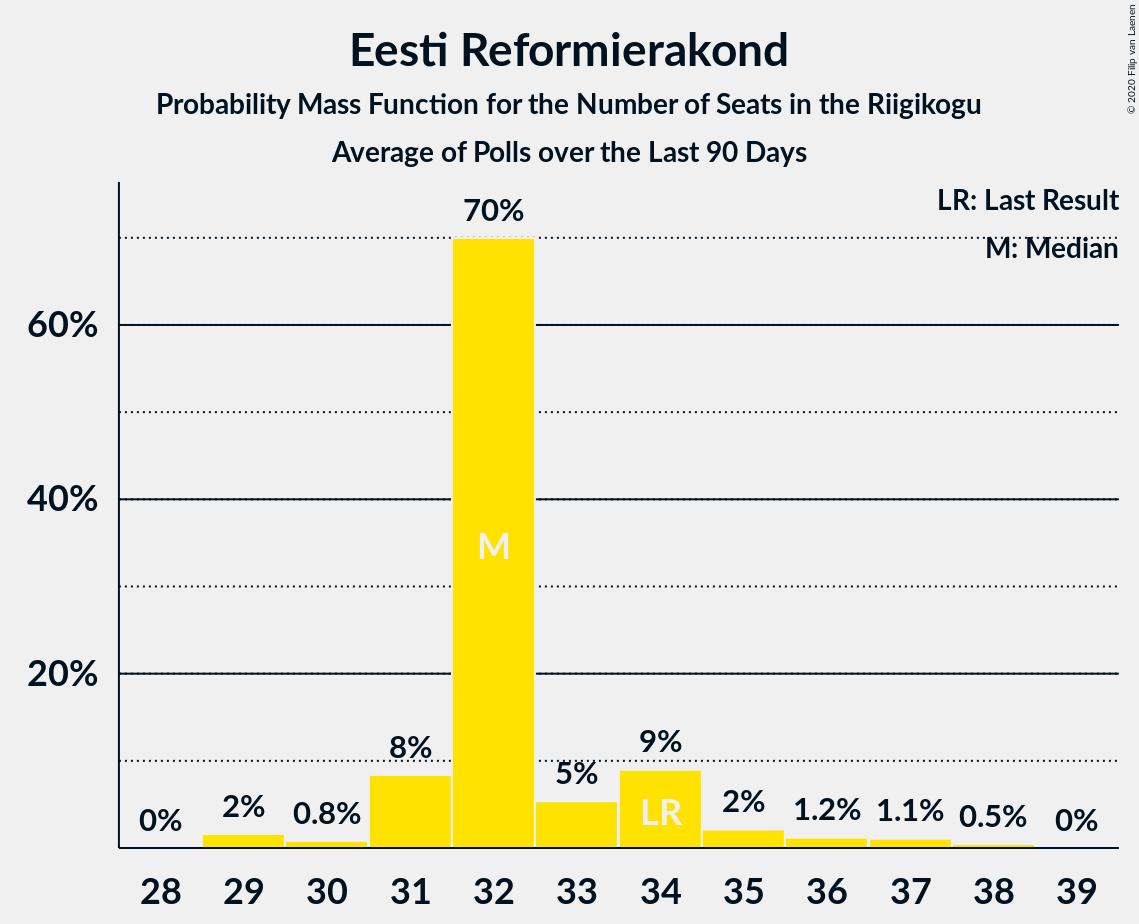 Eesti Reformierakond
Probability Mass Function for the Number of Seats in the Riigikogu
Average of Polls over the Last 90 Days
© 2020 Filip van Laenen
LR: Last Result
M: Median
70%
60%
40%
20%
M
8%
5%
9%
LR
0%
2%
0.8%
2%
1.2%
1.1%
0.5%
0%
28 29 30 31 32 33 34 35 36 37 38 39